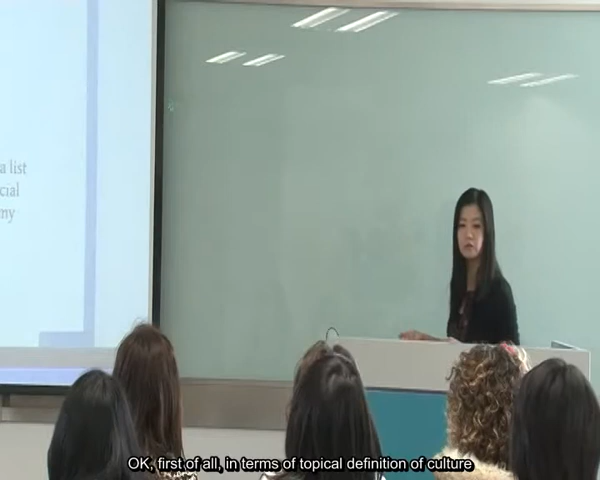 a list
cial
my
OK, first of all, in terms of topical definition of culture